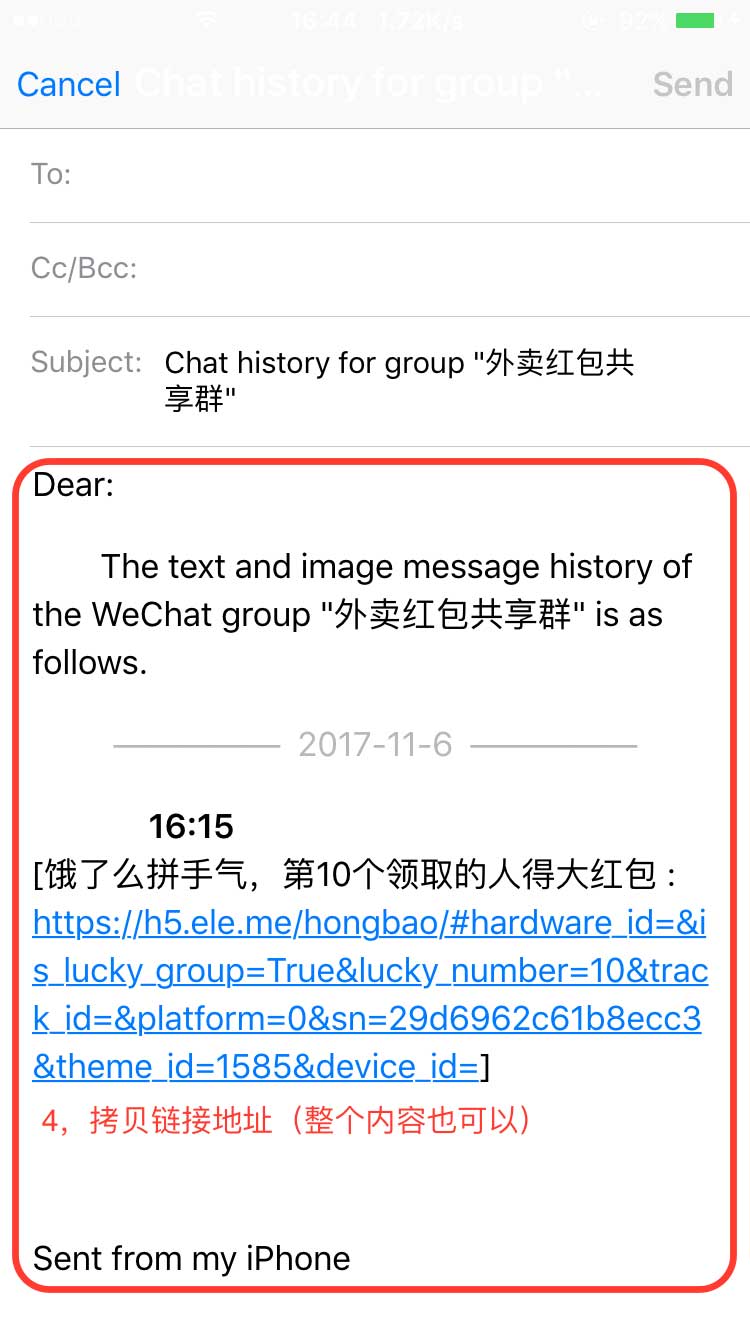 16:44 1.72K/s 92%
Cancel Chat history for group "... Send
To:
Cc/Bcc:
Subject: Chat history for group "外卖红包共
享群"
Dear:
The text and image message history of
the WeChat group "外卖红包共享群" is as
follows.
2017-11-6
16:15
[饿了么拼手气，第10个领取的人得大红包：
https://h5.ele.me/hongbao/#hardware_id=&i
s_lucky_group=True&lucky_number=10&trac
k_id=&platform=0&sn=29d6962c61b8ecc3
&theme_id=1585&device_id=]
4，拷贝链接地址（整个内容也可以）
Sent from my iPhone